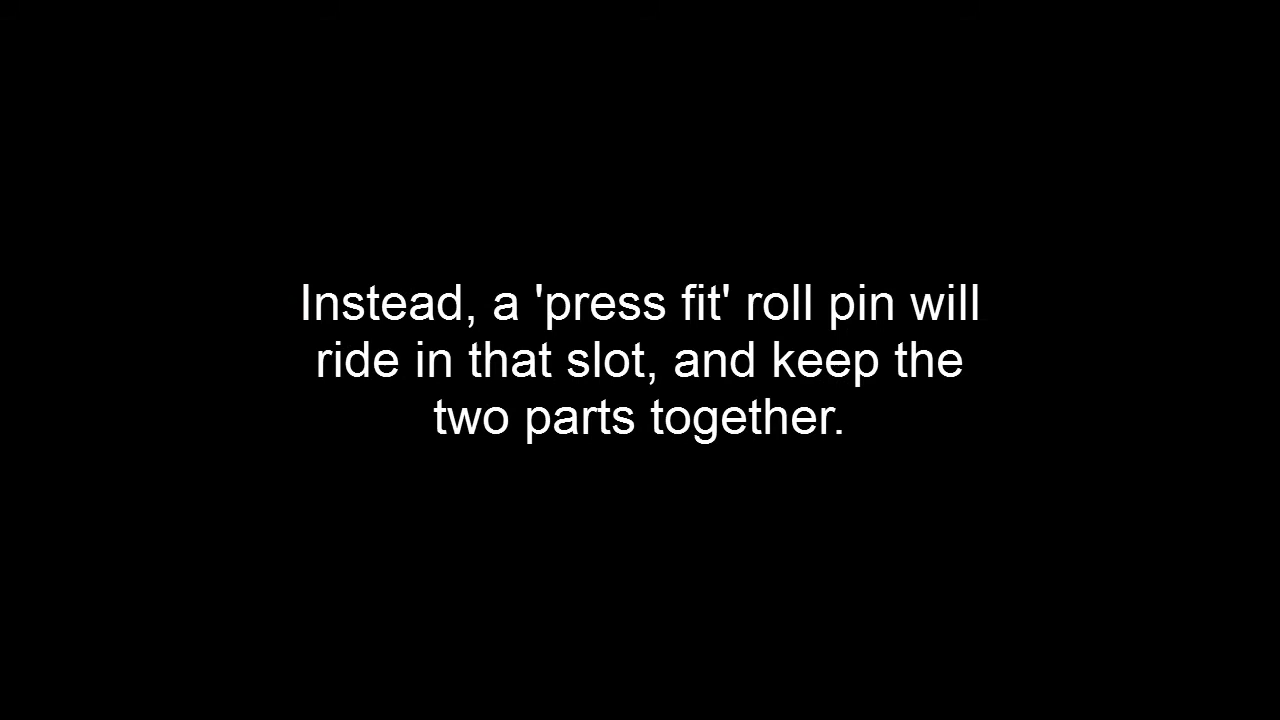 Instead, a 'press fit' roll pin will
ride in that slot, and keep the
two parts together.